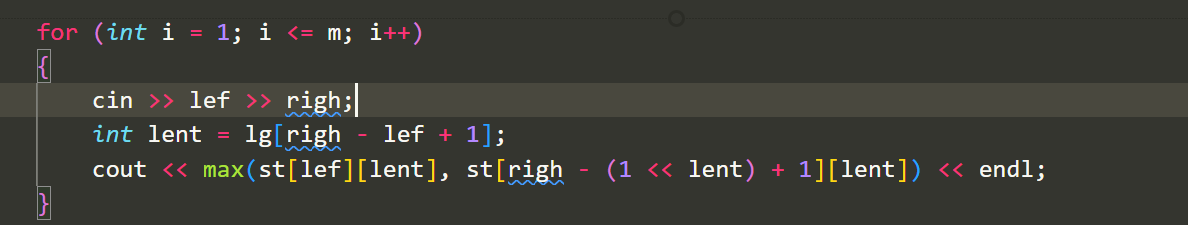 for (int i = 1; i <= m; i++)
{
    cin >> lef >> righ;
    int lent = lg[righ - lef + 1];
    cout << max(st[lef][lent], st[righ - (1 << lent) + 1][lent]) << endl;
}